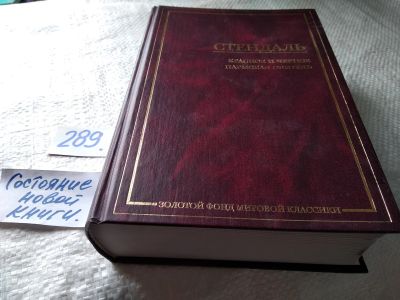 СТЕНДАЛЬ
КРАСНОЕ И ЧЕРНОЕ
ПАРМСКАЯ ОБИТЕЛЬ
289.
Состояние
новой
книги.
ЗОЛОТОЙ ФОНД МИРОВОЙ КЛАССИКИ